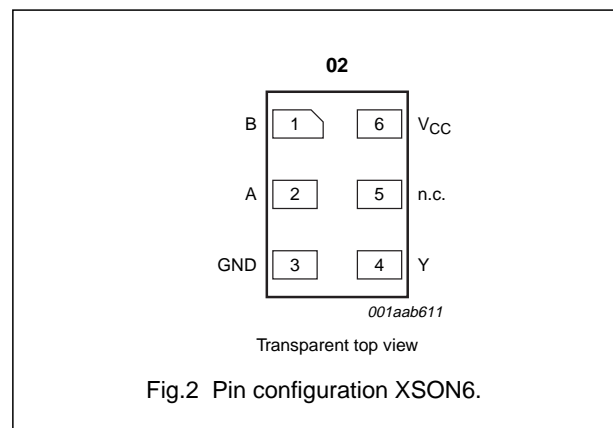 02
B 1 6 VCC
A 2 5 n.c.
GND 3 4 Y
001aab611
Transparent top view
Fig.2 Pin configuration XSON6.